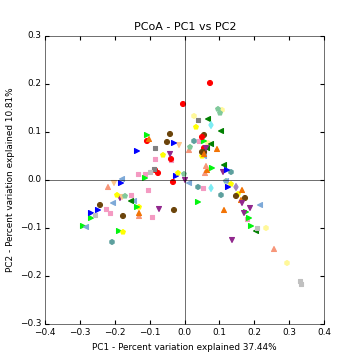 PCoA - PC1 vs PC2
0.3
0.2
0.1
0.0
−0.1
−0.2
−0.3
PC2 - Percent variation explained 10.81%
−0.4 −0.3 −0.2 −0.1 0.0 0.1 0.2 0.3 0.4
PC1 - Percent variation explained 37.44%